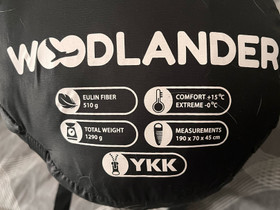 WOODLANDER
EULIN FIBER
510 g
COMFORT +15°C
EXTREME -0°C
TOTAL WEIGHT
1290 g
MEASUREMENTS
190 x 70 x 45 cm
YKK